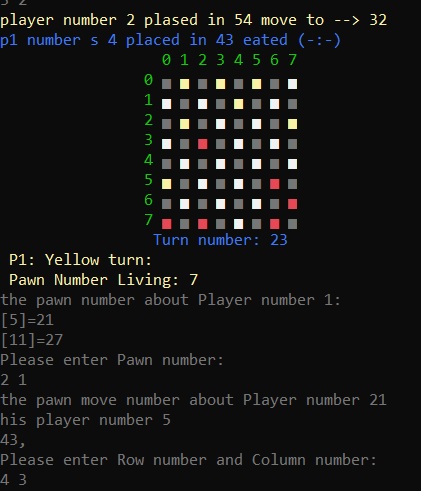 player number 2 plased in 54 move to --> 32
p1 number s 4 placed in 43 eated (-:-)
0 1 2 3 4 5 6 7
0
1
2
3
4
5
6
7
Turn number: 23
P1: Yellow turn:
Pawn Number Living: 7
the pawn number about Player number 1:
[5]=21
[11]=27
Please enter Pawn number:
2 1
the pawn move number about Player number 21
his player number 5
43,
Please enter Row number and Column number:
4 3